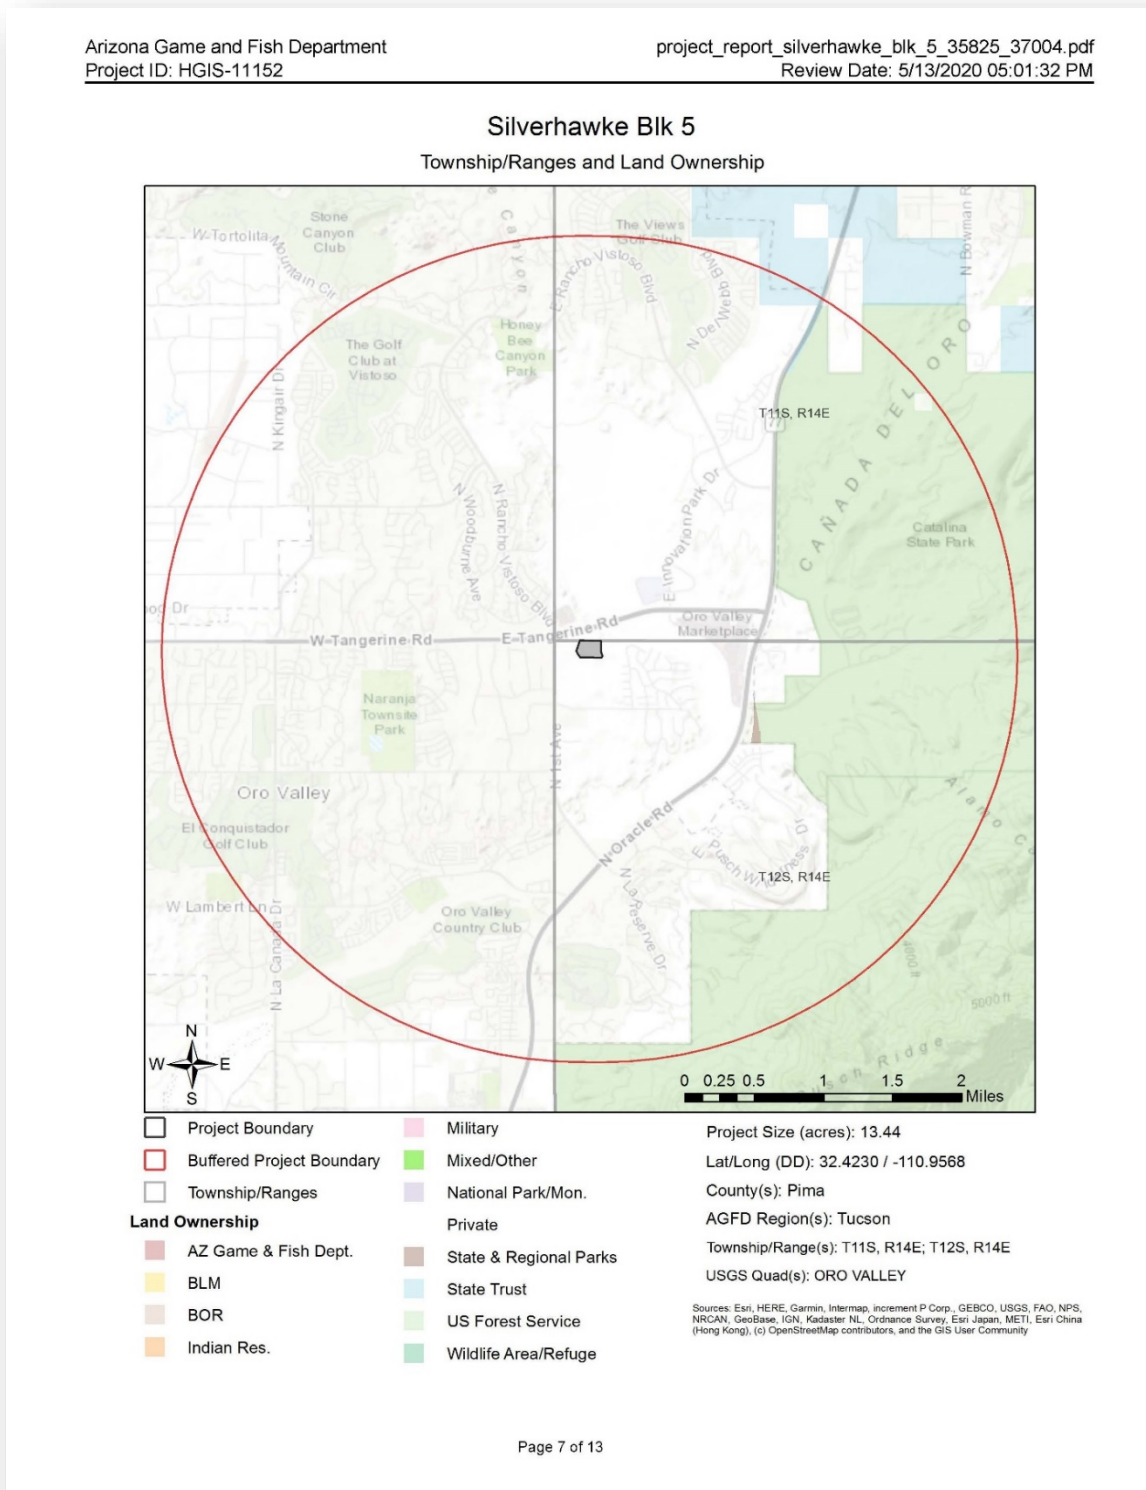 Arizona Game and Fish Department
project_report_silverhawke_blk_5_35825_37004.pdf
Project ID: HGIS-11152
Review Date: 5/13/2020 05:01:32 PM
Silverhawke Blk 5
Township/Ranges and Land Ownership
W Tortolita Mountain Cir
Stone
Canyon
Club
Canyon
The Views
Golf Club
E Rancho Vistoso Blvd
N Del Webb Blvd
N Bowman R
The Golf
Club at
Vistoso
Honey
Bee
Canyon
Park
N Kingair Dr
T11S, R14E
CAÑADA DEL ORO
N Woodburne Ave
N Rancho Vistoso Blvd
E Innovation Park Dr
Catalina
State Park
ood Dr
W Tangerine Rd
E Tangerine Rd
Oro Valley
Marketplace
Naranja
Townsite
Park
N 1st Ave
Oro Valley
El Conquistador
Golf Club
N Oracle Rd
Alamo C
E Pusch Wilderness Dr
T12S, R14E
W Lambert Ln
N La Canada Dr
Oro Valley
Country Club
N La Reserve Dr
4000 ft
5000 ft
usch Ridge
N
W
E
S
0 0.25 0.5 1 1.5 2
Miles
Project Boundary
Buffered Project Boundary
Township/Ranges
Land Ownership
AZ Game & Fish Dept.
BLM
BOR
Indian Res.
Military
Mixed/Other
National Park/Mon.
Private
State & Regional Parks
State Trust
US Forest Service
Wildlife Area/Refuge
Project Size (acres): 13.44
Lat/Long (DD): 32.4230 / -110.9568
County(s): Pima
AGFD Region(s): Tucson
Township/Range(s): T11S, R14E; T12S, R14E
USGS Quad(s): ORO VALLEY
Sources: Esri, HERE, Garmin, Intermap, increment P Corp., GEBCO, USGS, FAO, NPS,
NRCAN, GeoBase, IGN, Kadaster NL, Ordnance Survey, Esri Japan, METI, Esri China
(Hong Kong), (c) OpenStreetMap contributors, and the GIS User Community
Page 7 of 13